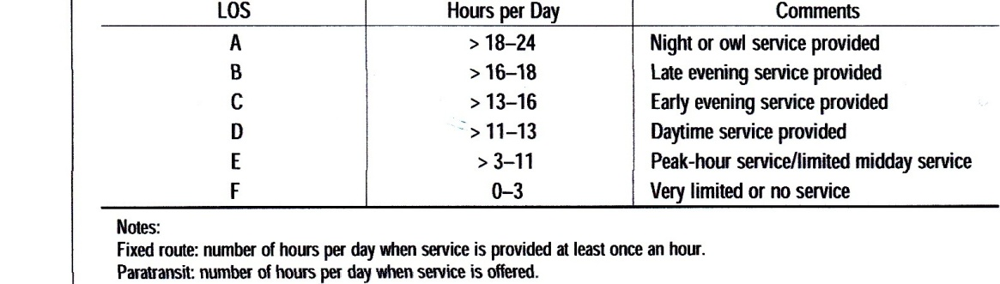 LOS Hours per Day Comments
A > 18–24 Night or owl service provided
B > 16–18 Late evening service provided
C > 13–16 Early evening service provided
D > 11–13 Daytime service provided
E > 3–11 Peak-hour service/limited midday service
F 0–3 Very limited or no service
Notes:
Fixed route: number of hours per day when service is provided at least once an hour.
Paratransit: number of hours per day when service is offered.